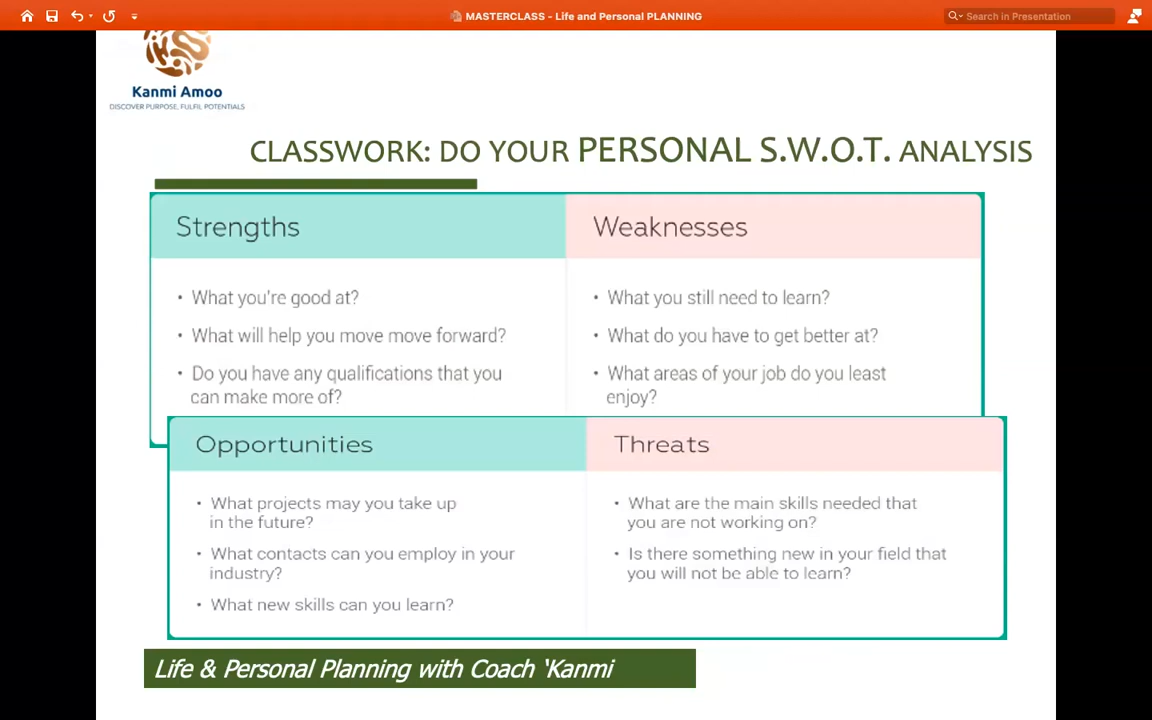 MASTERCLASS - Life and Personal PLANNING
Search in Presentation
Kanmi Amoo
DISCOVER PURPOSE, FULFIL POTENTIALS
CLASSWORK: DO YOUR PERSONAL S.W.O.T. ANALYSIS
Strengths
• What you're good at?
• What will help you move move forward?
• Do you have any qualifications that you
can make more of?
Weaknesses
• What you still need to learn?
• What do you have to get better at?
• What areas of your job do you least
enjoy?
Opportunities
• What projects may you take up
in the future?
• What contacts can you employ in your
industry?
• What new skills can you learn?
Threats
• What are the main skills needed that
you are not working on?
• Is there something new in your field that
you will not be able to learn?
Life & Personal Planning with Coach 'Kanmi